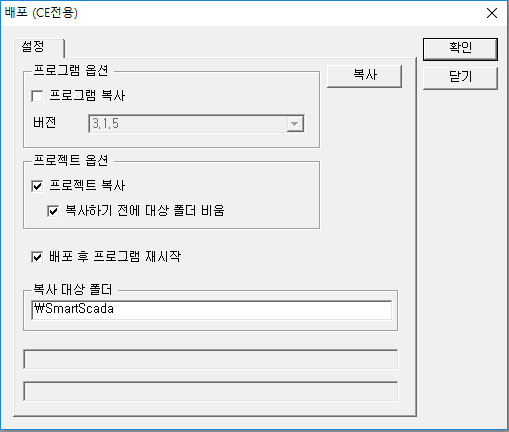 배포 (CE전용)
설정
확인
닫기
복사
프로그램 옵션
프로그램 복사
버전 3,1,5
프로젝트 옵션
프로젝트 복사
복사하기 전에 대상 폴더 비움
배포 후 프로그램 재시작
복사 대상 폴더
₩SmartScada